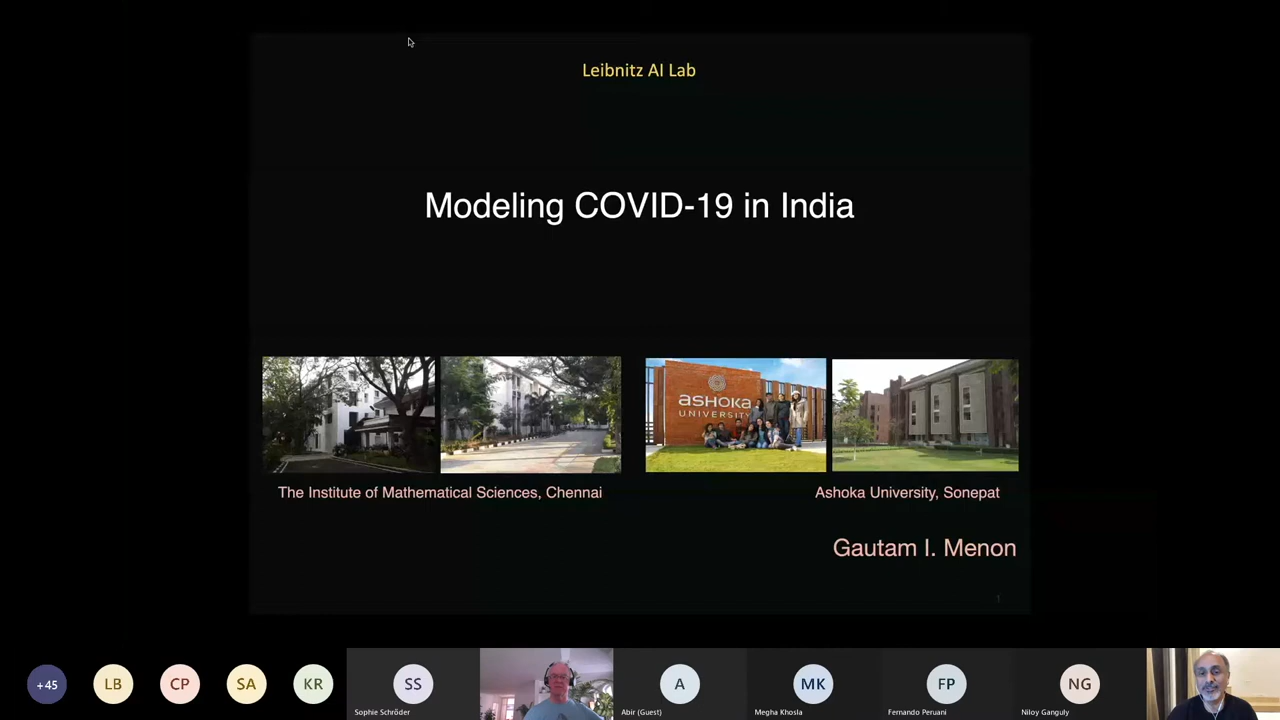 Leibnitz AI Lab
Modeling COVID-19 in India
ASHOKA
UNIVERSITY
The Institute of Mathematical Sciences, Chennai
Ashoka University, Sonepat
Gautam I. Menon
1
+45
LB
CP
SA
KR
SS
A
MK
FP
NG
Sophie Schröder
Abir (Guest)
Megha Khosla
Fernando Peruani
Niloy Ganguly